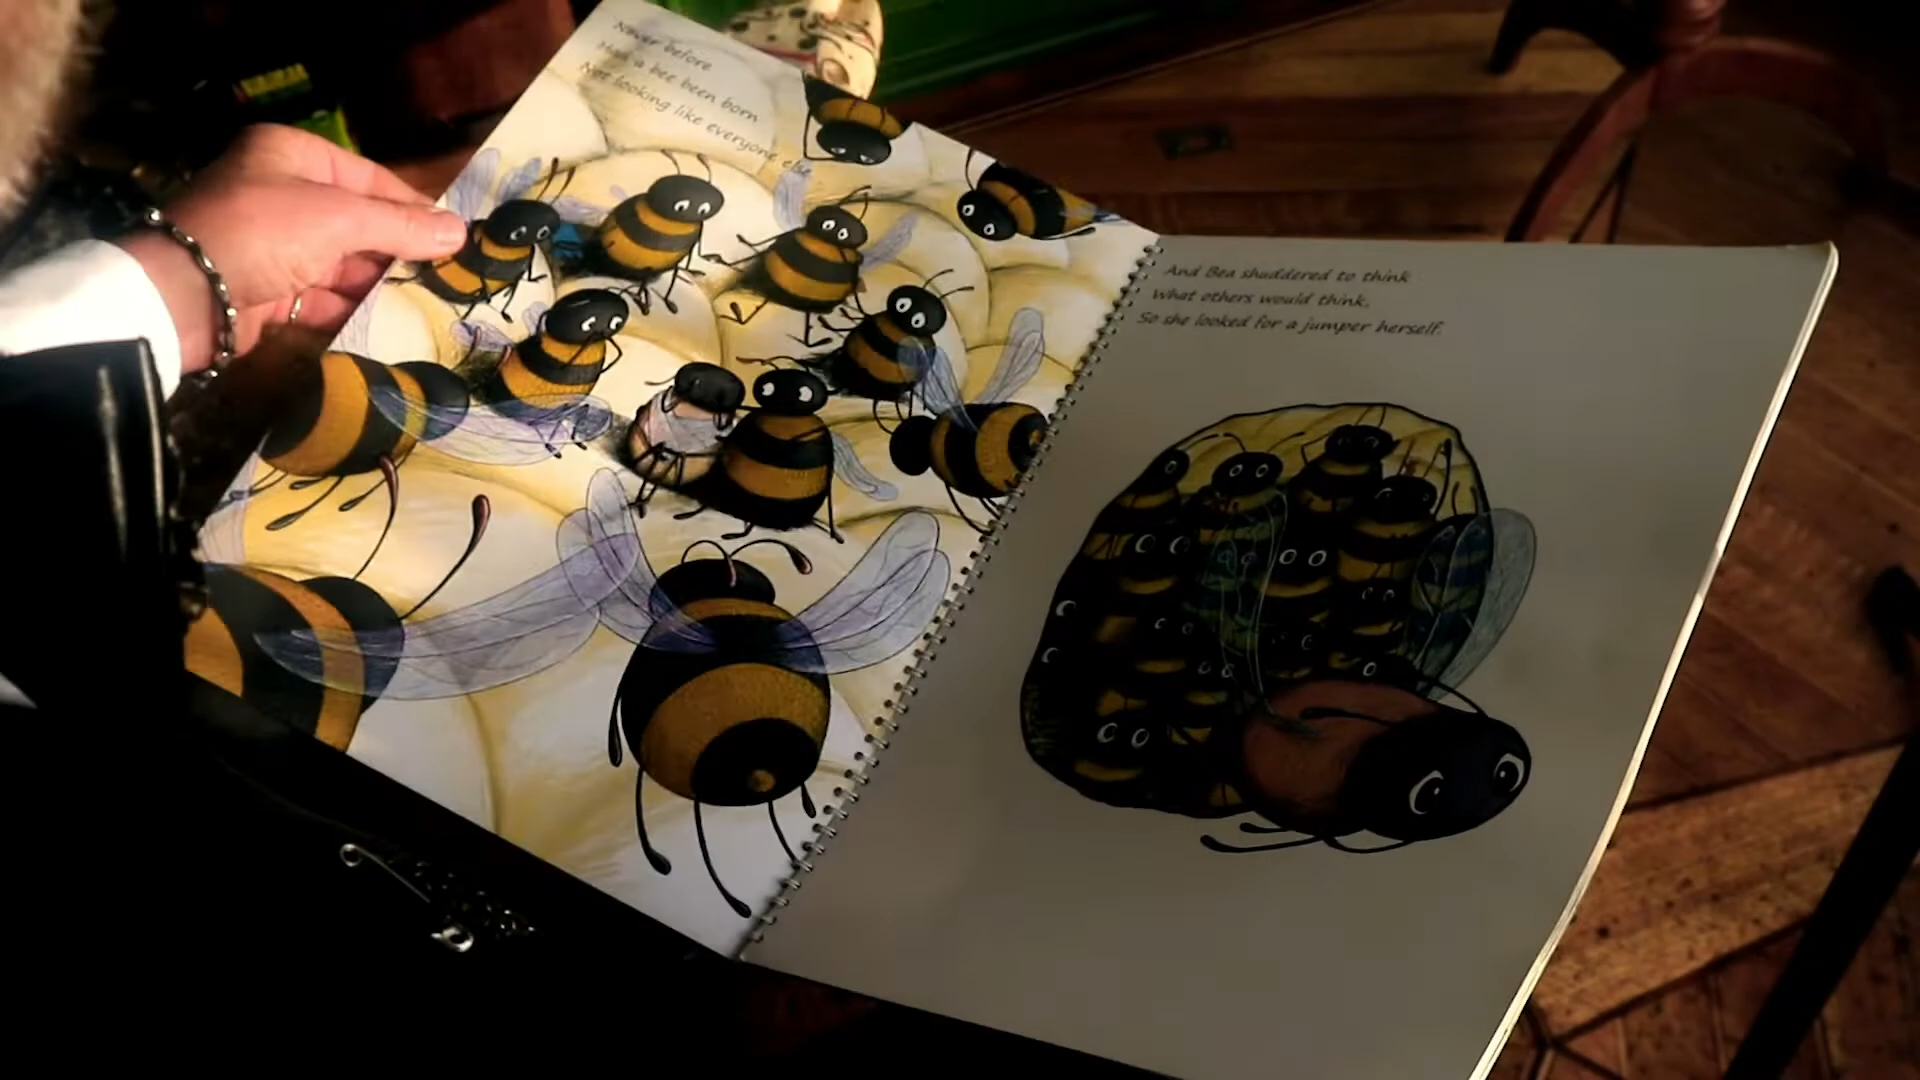 Never before
Had a bee been born
Not looking like everyone else
And Bea shuddered to think
What others would think,
So she looked for a jumper herself.